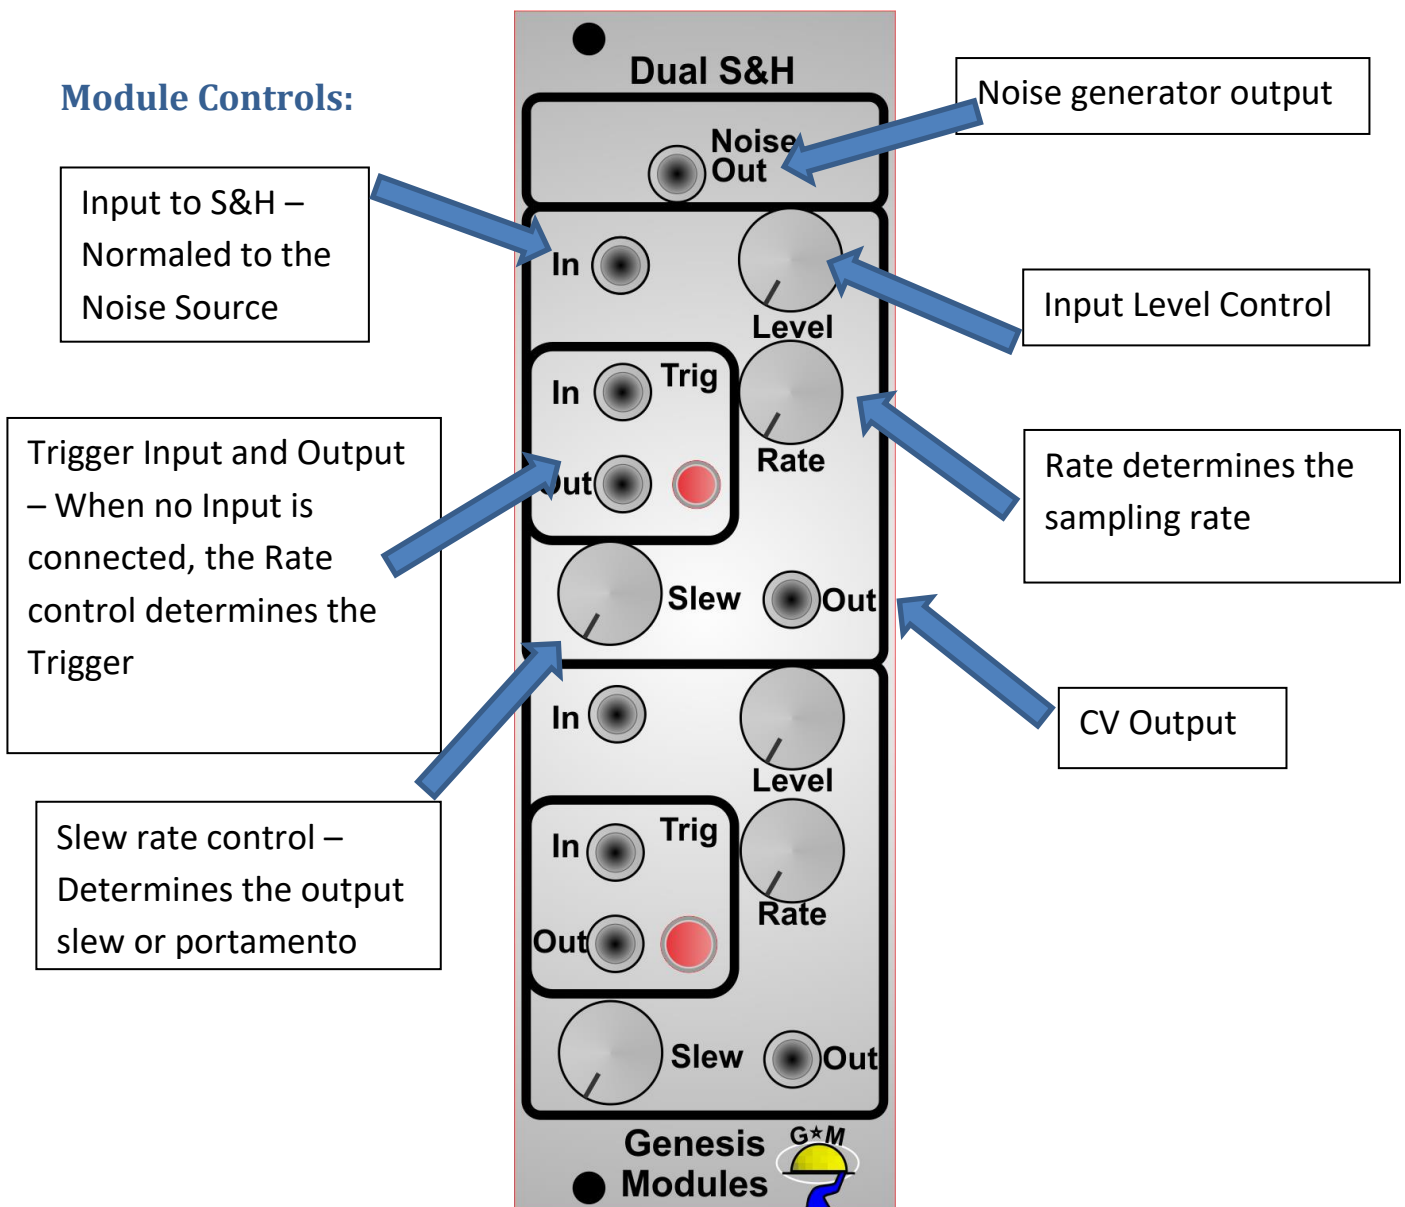 Module Controls:
Dual S&H
Noise generator output
Noise
Out
Input to S&H –
Normaled to the
Noise Source
In
Level
Input Level Control
In
Trig
Out
Rate
Trigger Input and Output
– When no Input is
connected, the Rate
control determines the
Trigger
Rate determines the
sampling rate
Slew
Out
CV Output
Slew rate control –
Determines the output
slew or portamento
In
Level
In
Trig
Out
Rate
Slew
Out
Genesis
Modules
G★M